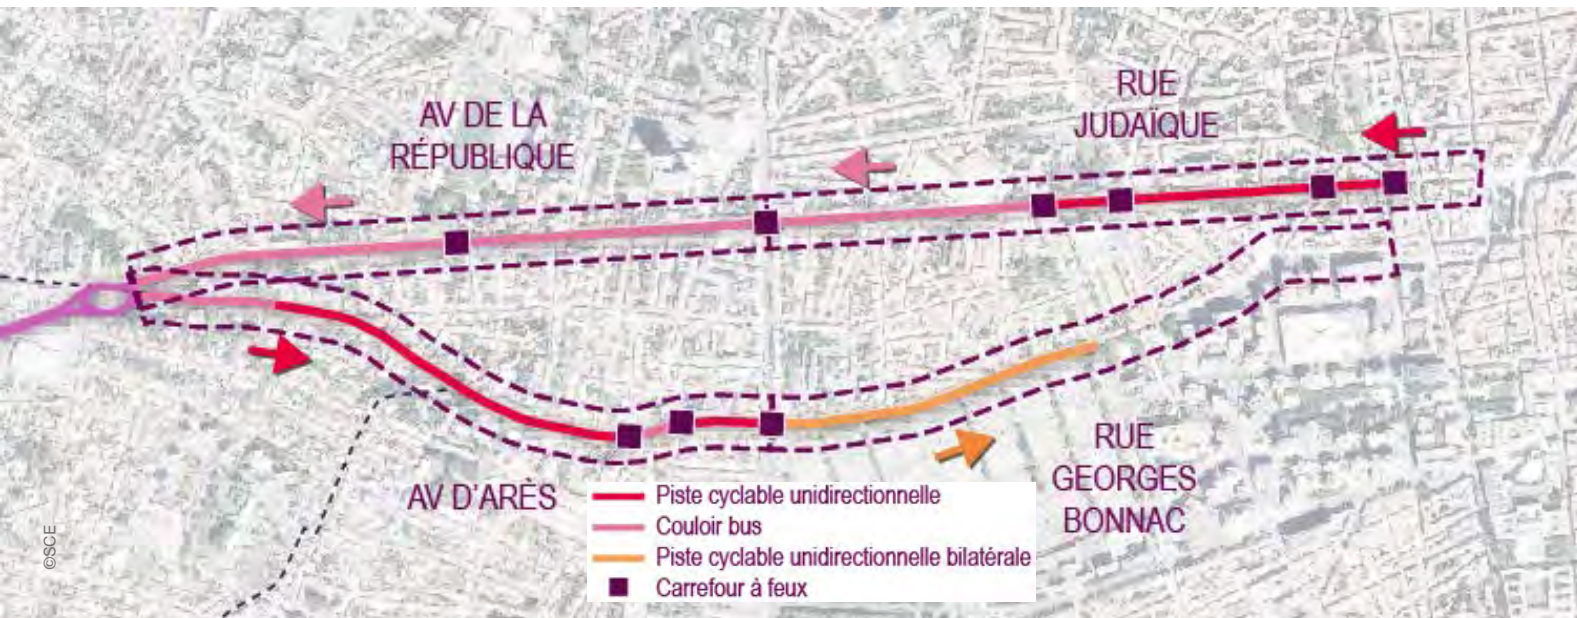 AV DE LA
RÉPUBLIQUE
RUE
JUDAÏQUE
AV D'ARÈS
RUE
GEORGES
BONNAC
Piste cyclable unidirectionnelle
Couloir bus
Piste cyclable unidirectionnelle bilatérale
Carrefour à feux
©SCE